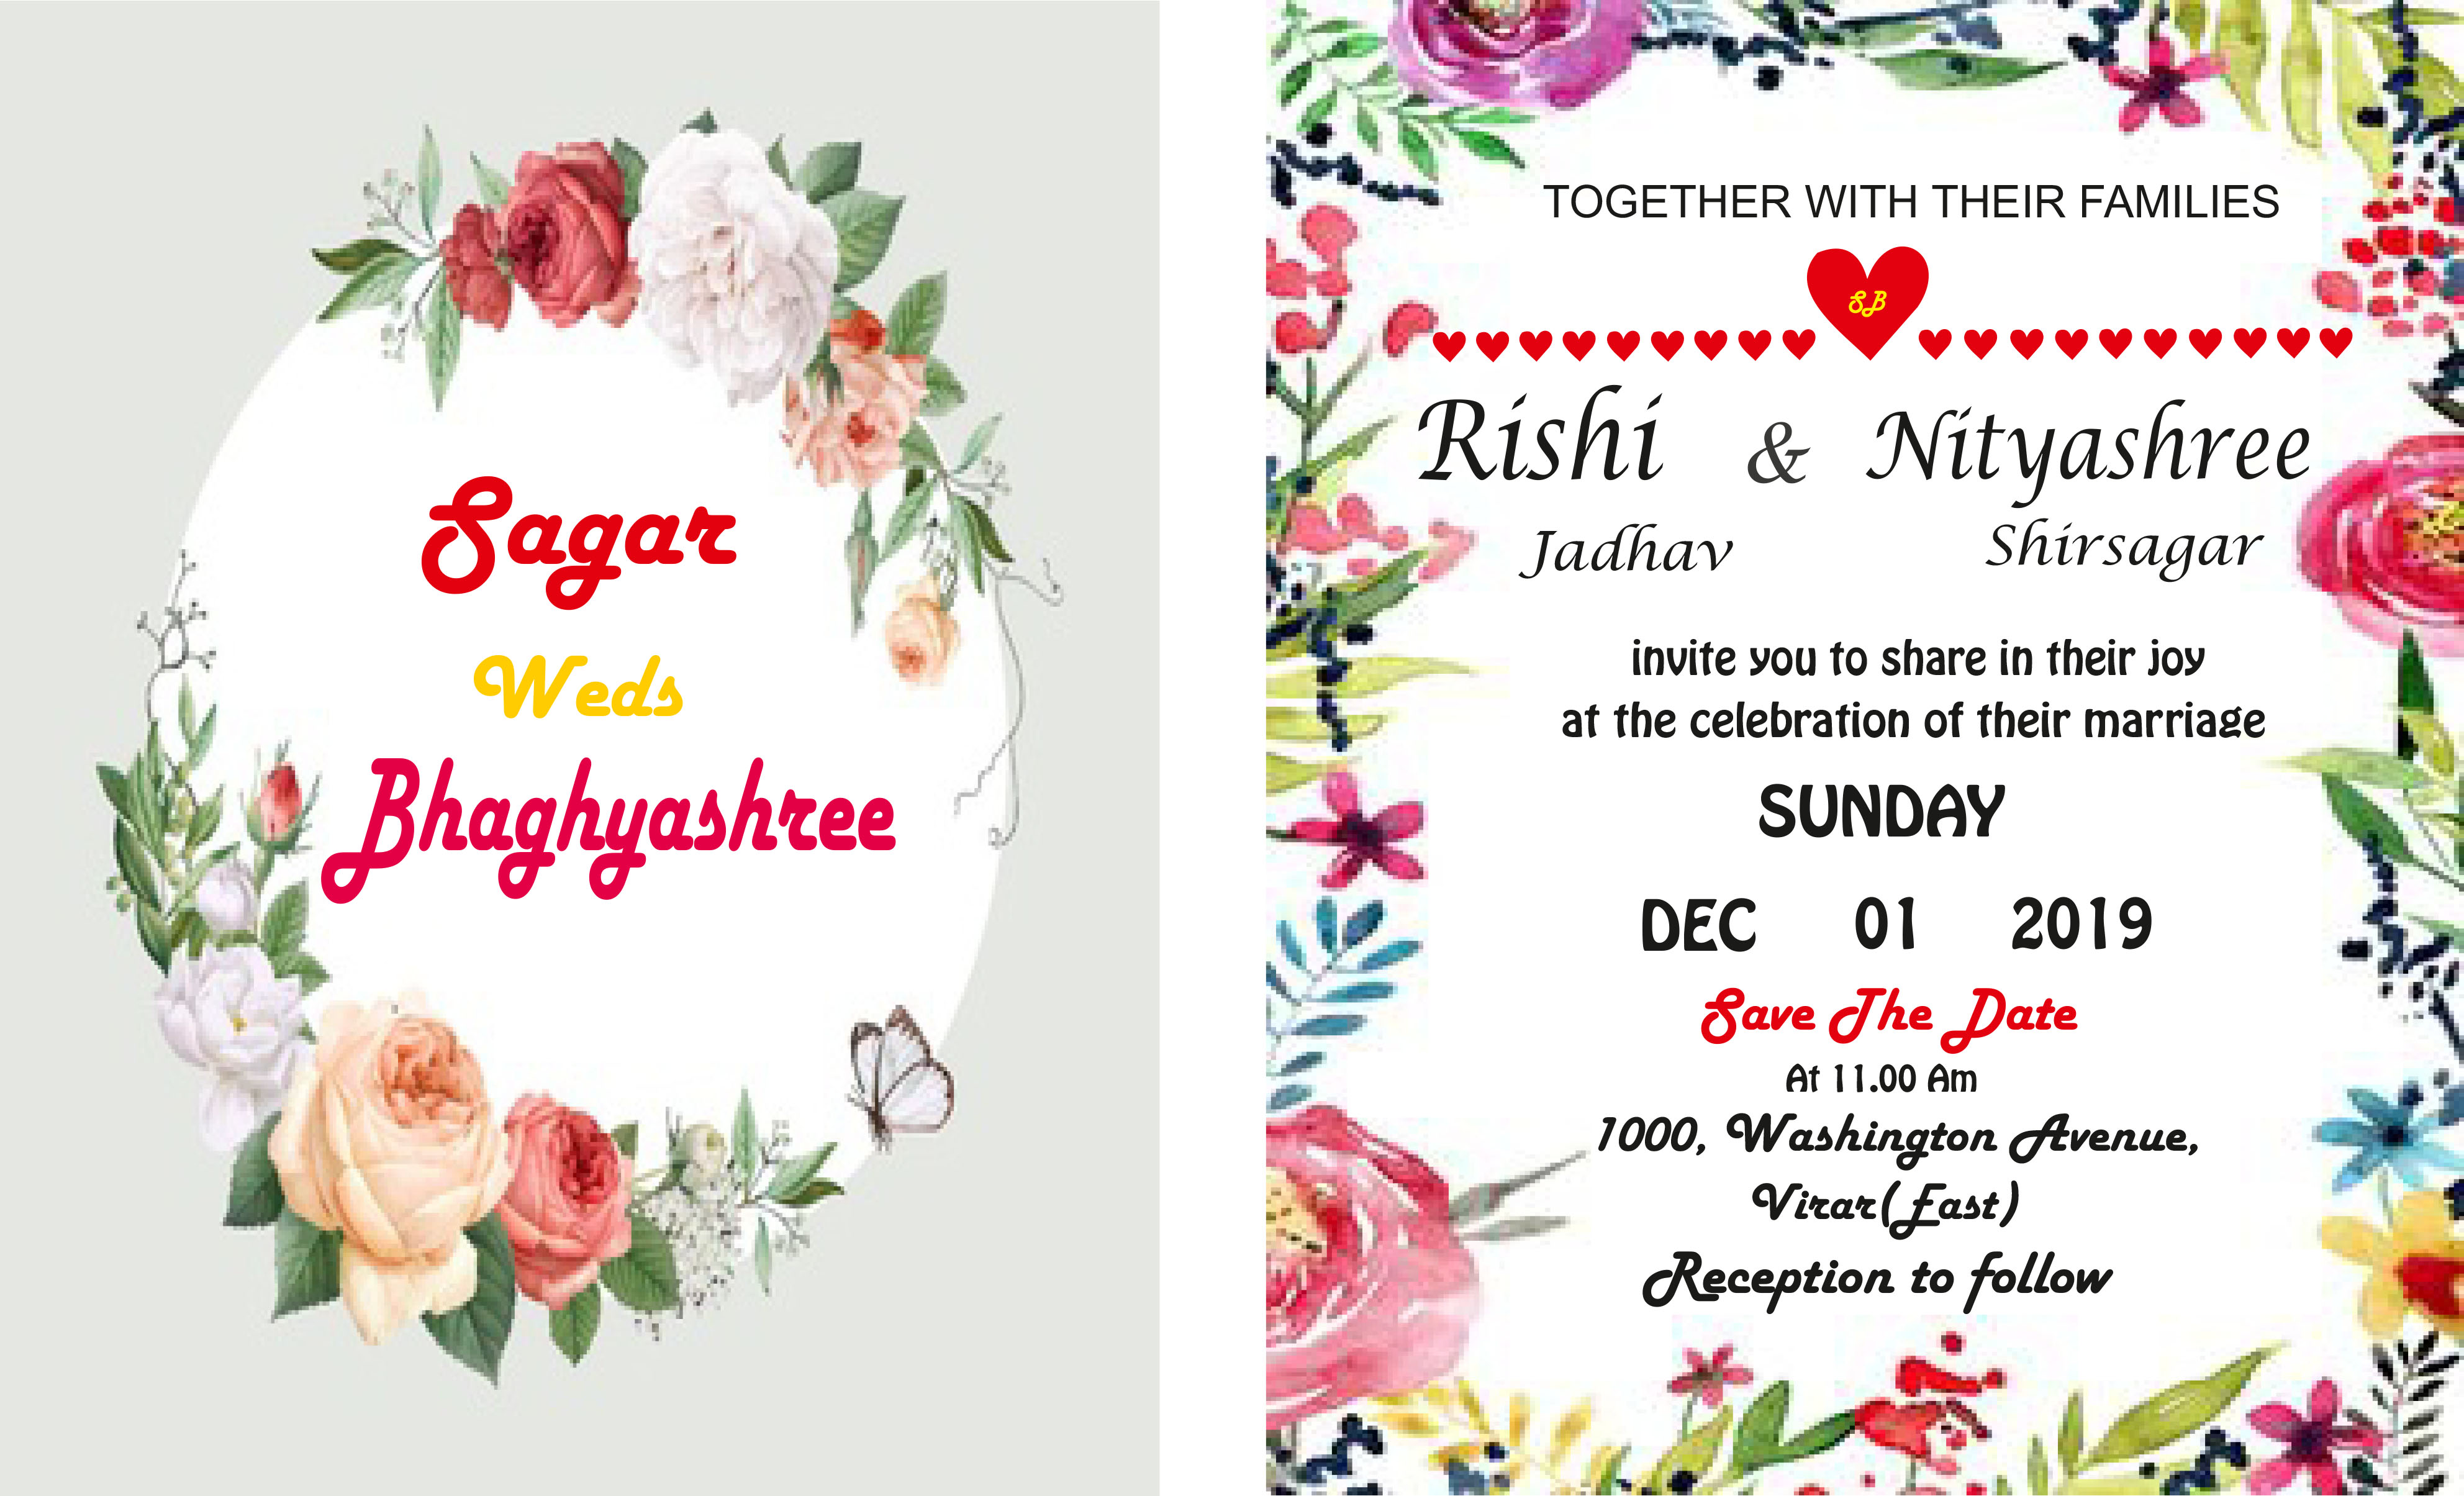 Sagar
Weds
Bhaghyashree
TOGETHER WITH THEIR FAMILIES
SB
Rishi & Nityashree
Jadhav Shirsagar
invite you to share in their joy
at the celebration of their marriage
SUNDAY
DEC 01 2019
Save The Date
At 11.00 Am
1000, Washington Avenue,
Virar(East)
Reception to follow